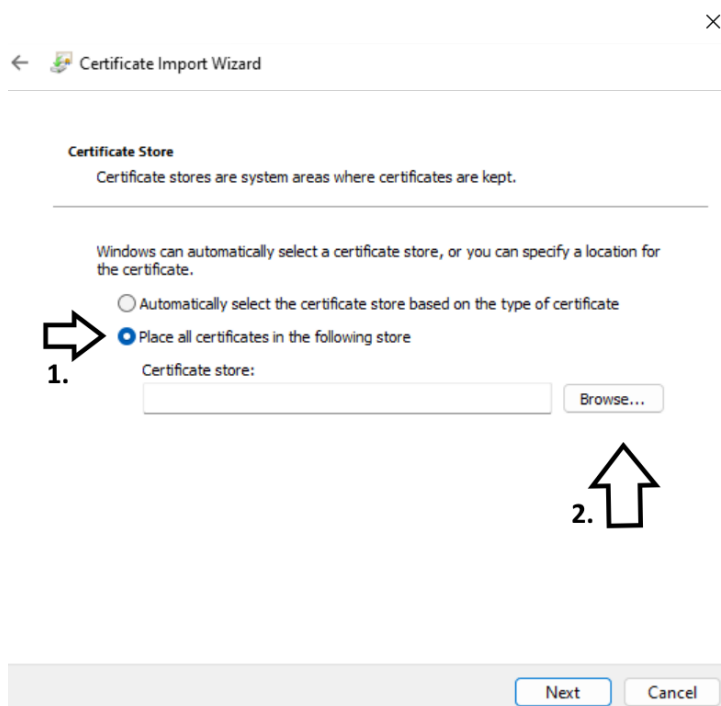 Certificate Import Wizard
Certificate Store
Certificate stores are system areas where certificates are kept.
Windows can automatically select a certificate store, or you can specify a location for
the certificate.
Automatically select the certificate store based on the type of certificate
Place all certificates in the following store
1.
Certificate store:
Browse...
2.
Next
Cancel